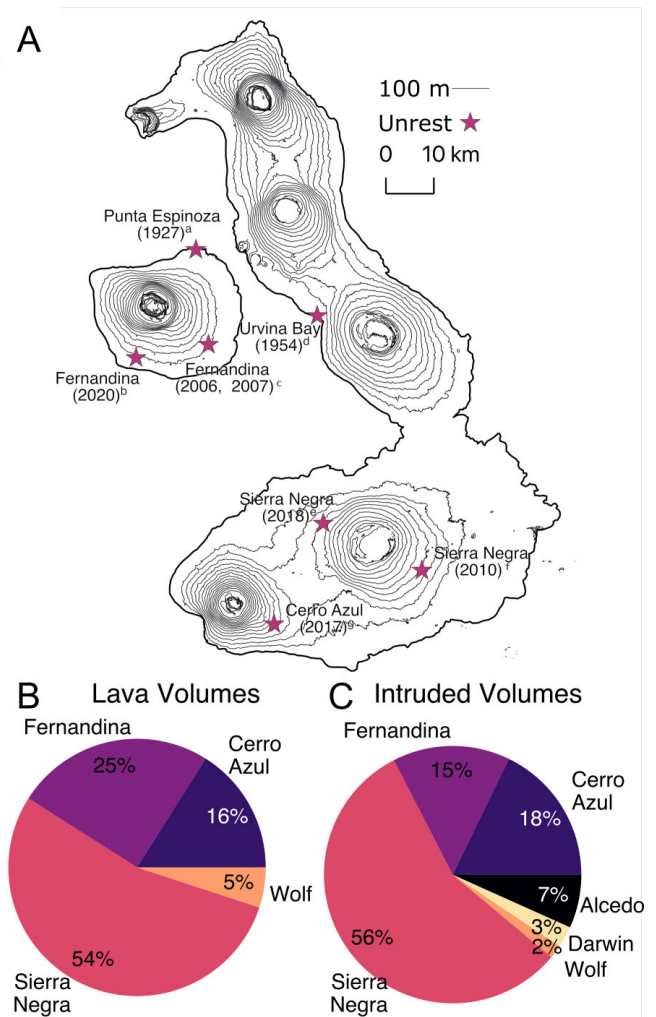 A
100 m
Unrest
0 10 km
Punta Espinoza
(1927)a
Urvina Bay
(1954)d
Fernandina
(2020)b
Fernandina
(2006, 2007)c
Sierra Negra
(2018)e
Sierra Negra
(2010)f
Cerro Azul
(2017)g
B Lava Volumes
Fernandina
25%
Cerro
Azul
16%
5%
Wolf
54%
Sierra
Negra
C Intruded Volumes
Fernandina
15%
Cerro
Azul
18%
7%
Alcedo
3%
Darwin
2%
Wolf
56%
Sierra
Negra